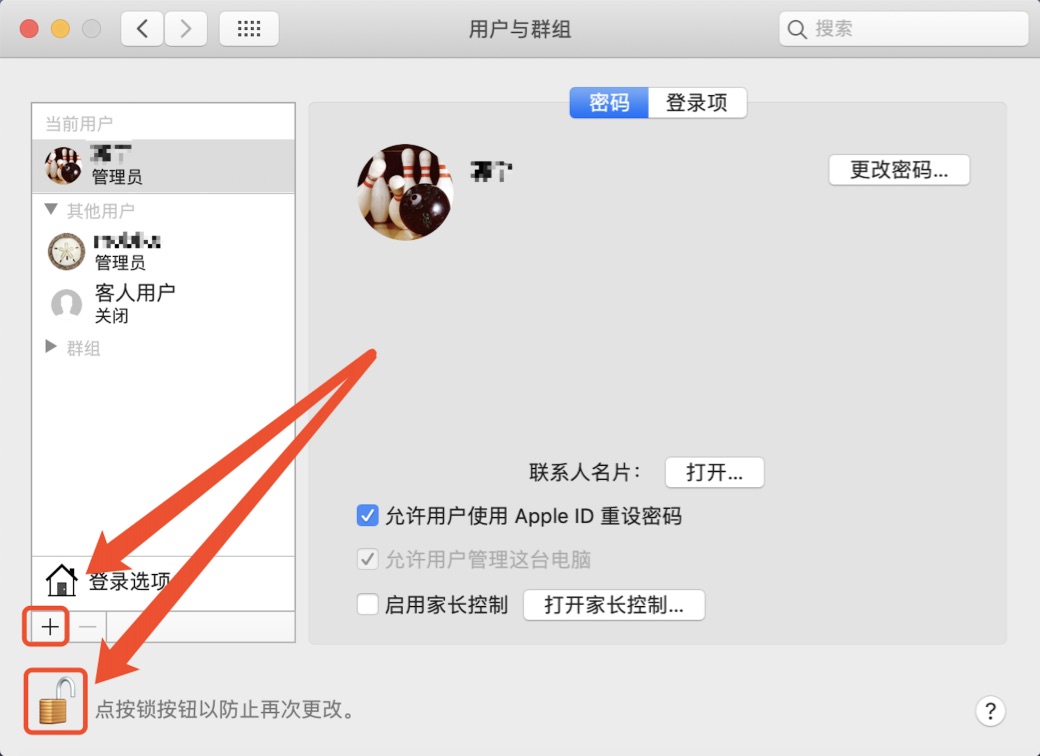 用户与群组
搜索
密码
登录项
当前用户
管理员
更改密码...
其他用户
管理员
客人用户
关闭
群组
联系人名片：
打开...
允许用户使用 Apple ID 重设密码
允许用户管理这台电脑
启用家长控制
打开家长控制...
登录选项
+
—
点按锁按钮以防止再次更改。
?